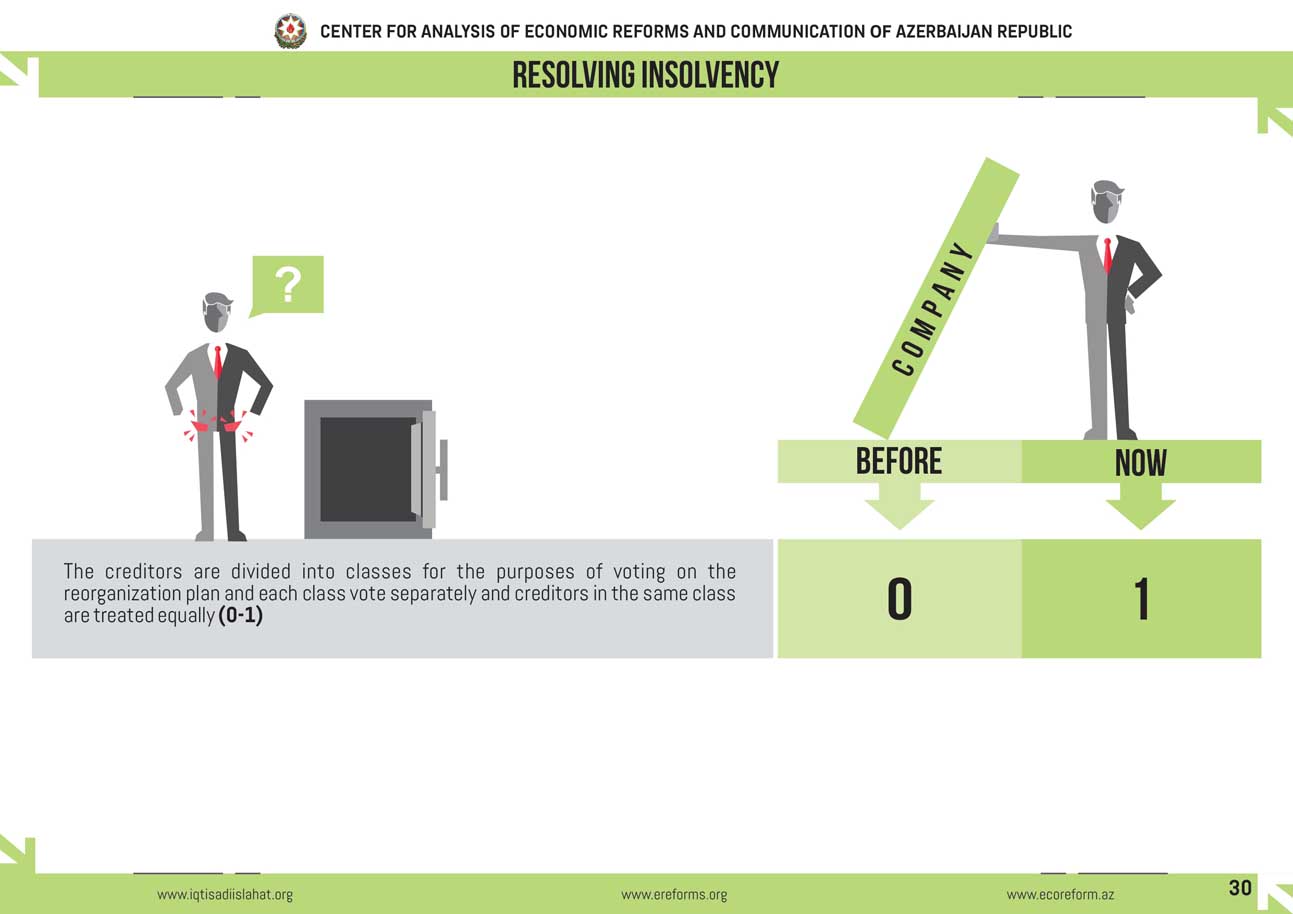 CENTER FOR ANALYSIS OF ECONOMIC REFORMS AND COMMUNICATION OF AZERBAIJAN REPUBLIC
RESOLVING INSOLVENCY
?
COMPANY
BEFORE NOW
The creditors are divided into classes for the purposes of voting on the
reorganization plan and each class vote separately and creditors in the same class
are treated equally (0-1)
0 1
www.iqtisadiislahat.org www.ereforms.org www.ecoreform.az 30